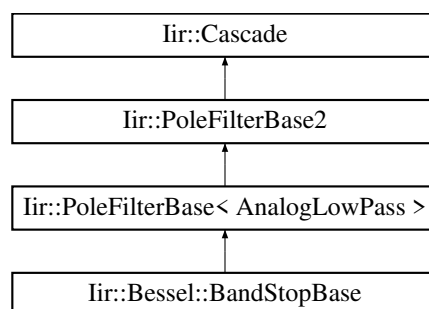 Iir::Cascade
Iir::PoleFilterBase2
Iir::PoleFilterBase< AnalogLowPass >
Iir::Bessel::BandStopBase